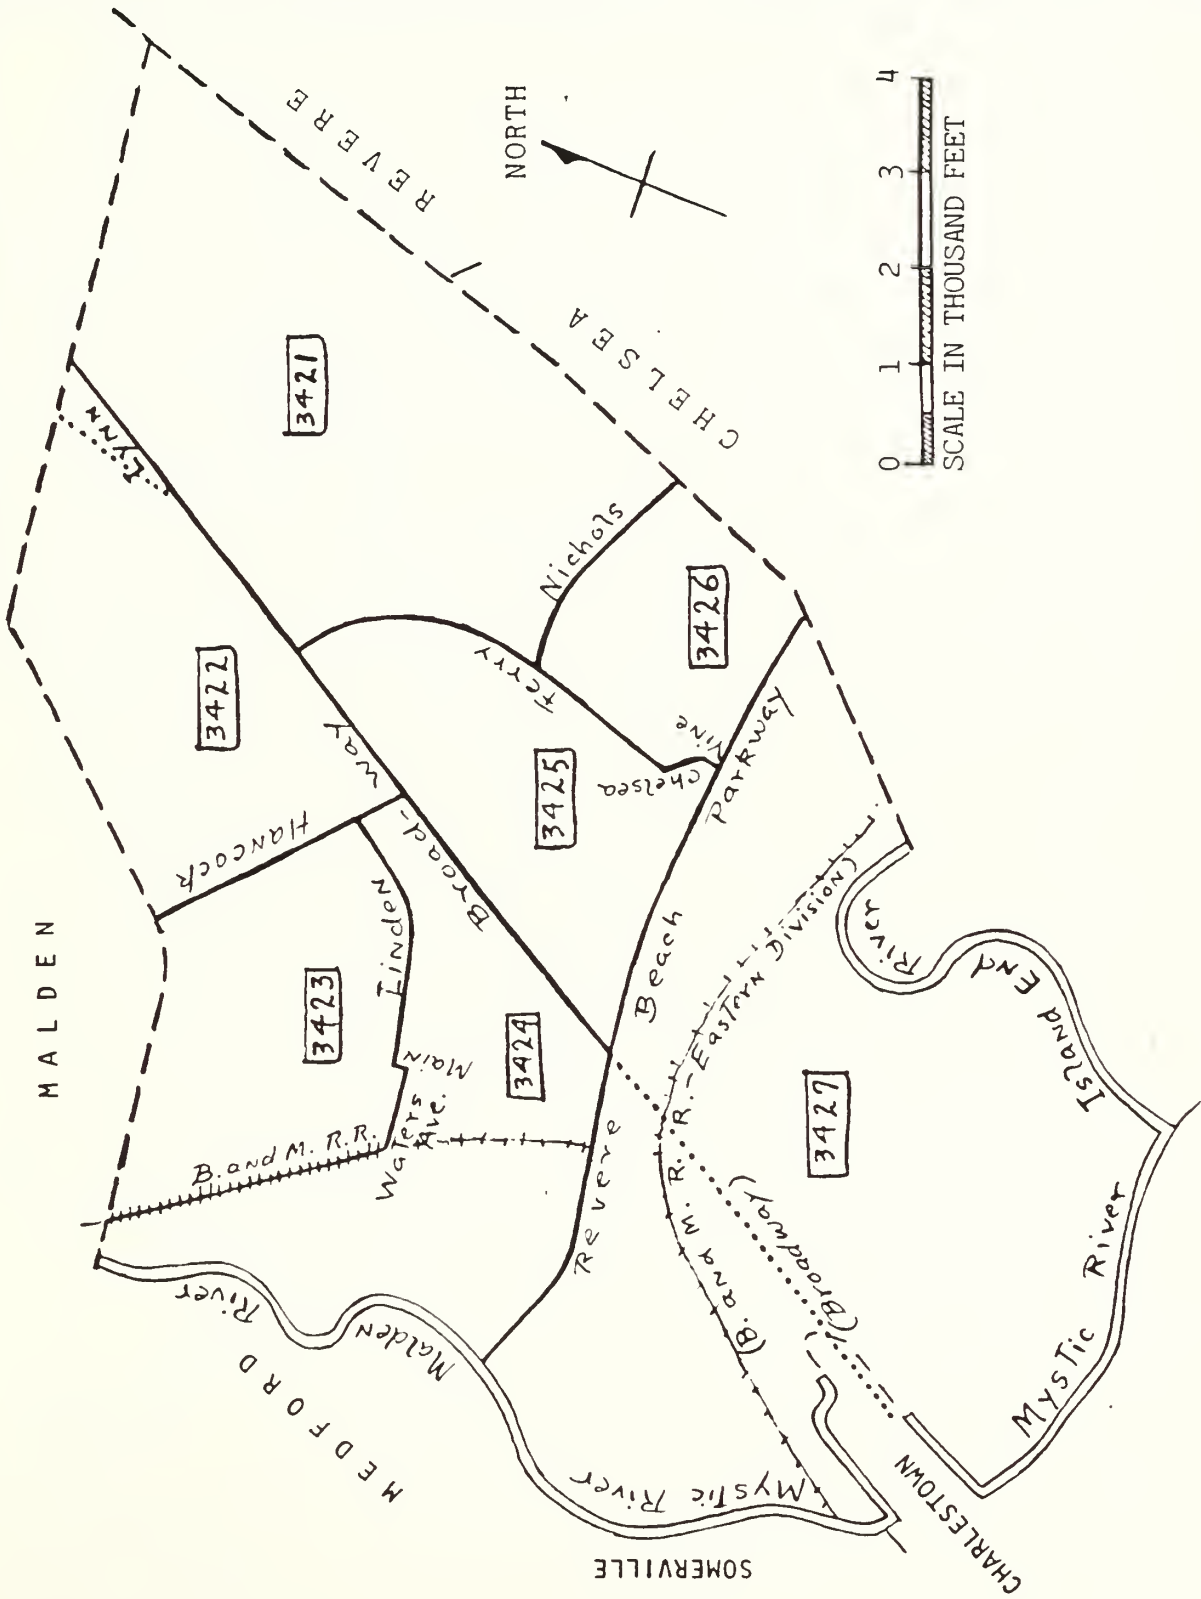 MALDEN
REVERE
CHELSEA
NORTH
MEDFORD
SOMERVILLE
CHARLESTOWN
3421
3422
3423
3424
3425
3426
3427
Lynn
Broad-
way
Hancock
Linden
Main
Waters
Ave.
B. and M. R.R.
Ferry
Nichols
Chelsea
Vine
Revere
Beach
Parkway
(B. and M. R. R. - Eastern Division)
(Broadway)
Malden
River
Mystic River
Mystic
River
Island End
River
0 1 2 3 4
SCALE IN THOUSAND FEET